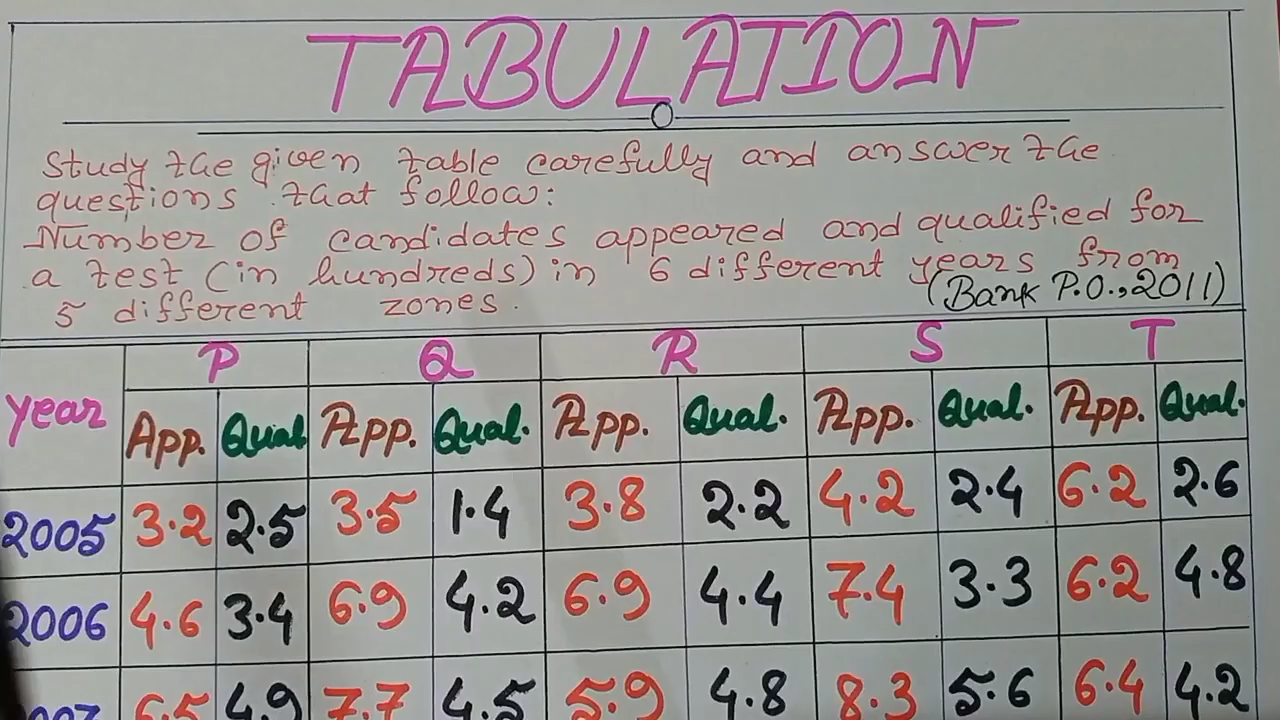 TABULATION
Study the given table carefully and answer the
questions that follow:
Number of candidates appeared and qualified for
a test (in hundreds) in 6 different years from
5 different zones.
(Bank P.O., 2011)
year P Q R S T
App. Qual App. Qual. App. Qual. App. Qual. App. Qual.
2005 3.2 2.5 3.5 1.4 3.8 2.2 4.2 2.4 6.2 2.6
2006 4.6 3.4 6.9 4.2 6.9 4.4 7.4 3.3 6.2 4.8
6.5 4.9 7.7 4.5 5.9 4.8 8.3 5.6 6.4 4.2